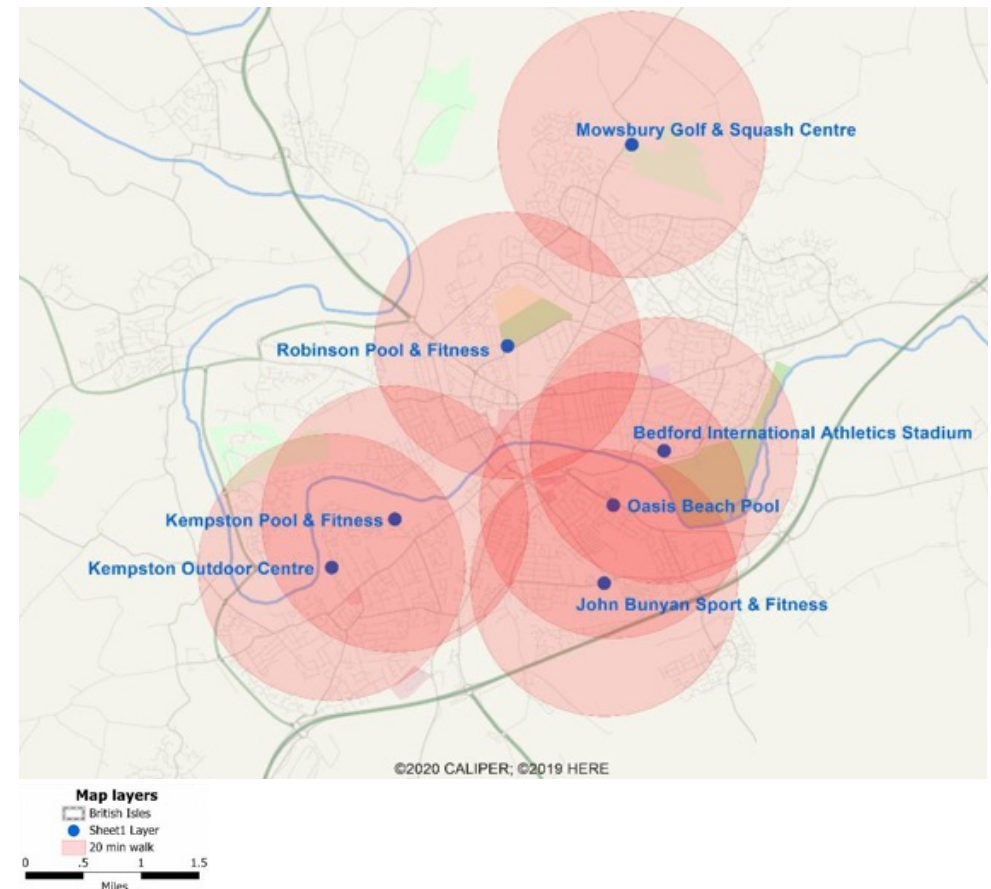 Mowsbury Golf & Squash Centre
Robinson Pool & Fitness
Bedford International Athletics Stadium
Oasis Beach Pool
Kempston Pool & Fitness
Kempston Outdoor Centre
John Bunyan Sport & Fitness
©2020 CALIPER; ©2019 HERE
Map layers
British Isles
Sheet1 Layer
20 min walk
0 .5 1 1.5
Miles